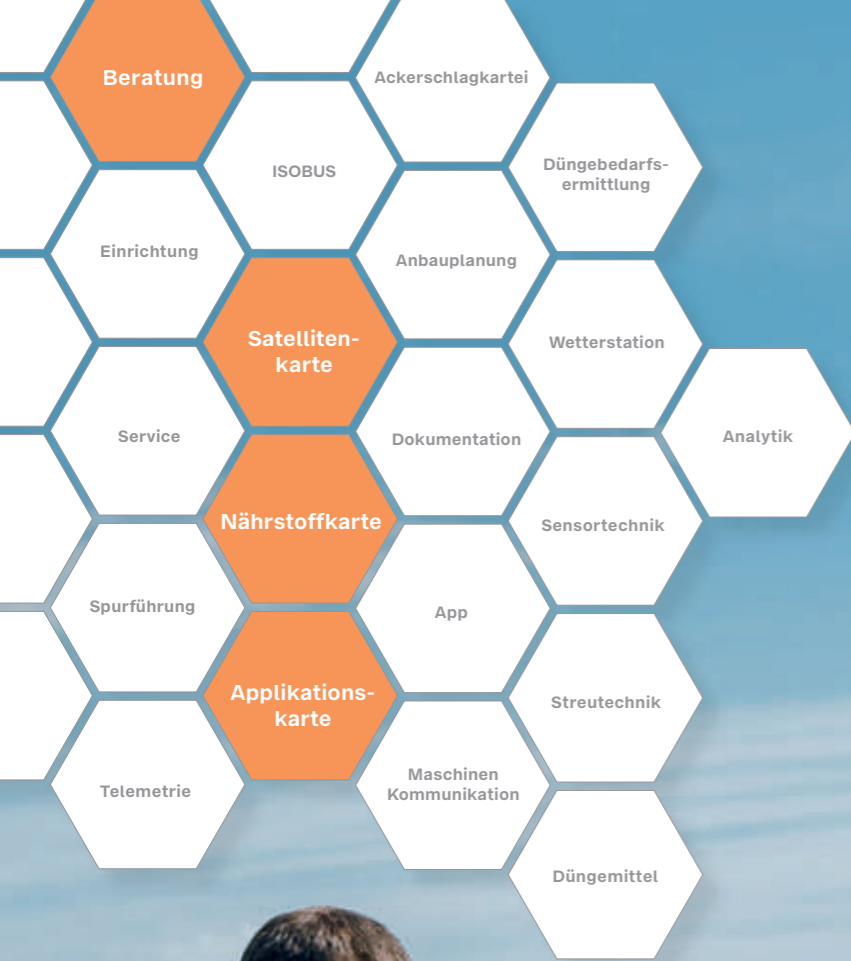 Beratung
Ackerschlagkartei
ISOBUS
Düngebedarfs-
ermittlung
Einrichtung
Anbauplanung
Satelliten-
karte
Wetterstation
Service
Dokumentation
Analytik
Nährstoffkarte
Sensortechnik
Spurführung
App
Applikations-
karte
Streutechnik
Telemetrie
Maschinen
Kommunikation
Düngemittel